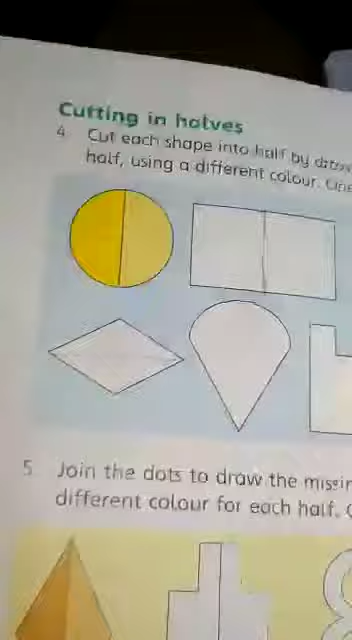 Cutting in halves
4. Cut each shape into half by
half, using a different colour. One
5. Join the dots to draw the
different colour for each half.